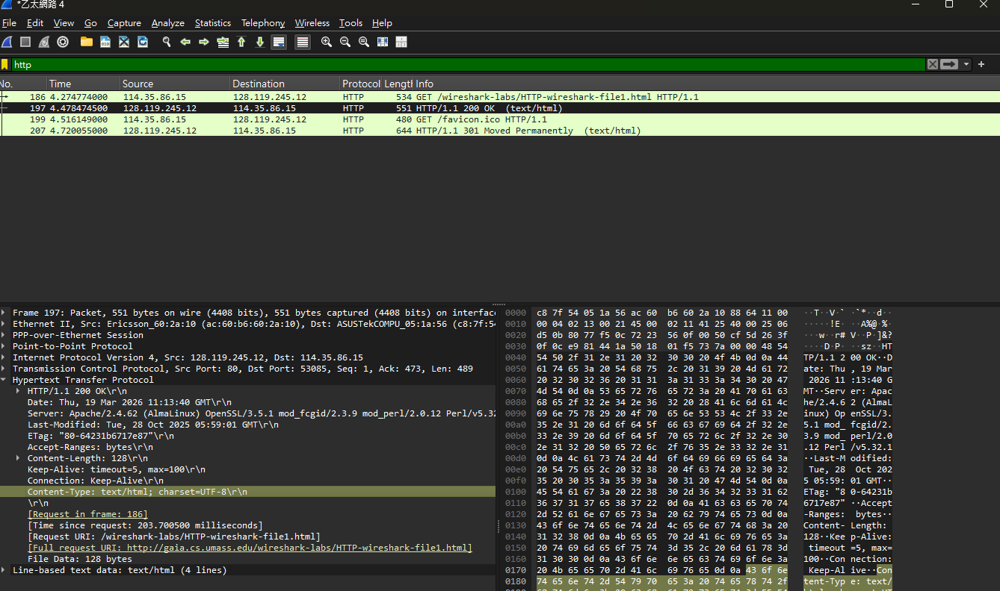 *乙太網路 4
File Edit View Go Capture Analyze Statistics Telephony Wireless Tools Help
http
No. Time Source Destination Protocol Length Info
186 4.274774000 114.35.86.15 128.119.245.12 HTTP 534 GET /wireshark-labs/HTTP-wireshark-file1.html HTTP/1.1
197 4.478474500 128.119.245.12 114.35.86.15 HTTP 551 HTTP/1.1 200 OK (text/html)
199 4.516149000 114.35.86.15 128.119.245.12 HTTP 480 GET /favicon.ico HTTP/1.1
207 4.720055000 128.119.245.12 114.35.86.15 HTTP 644 HTTP/1.1 301 Moved Permanently (text/html)
Frame 197: Packet, 551 bytes on wire (4408 bits), 551 bytes captured (4408 bits) on interface
Ethernet II, Src: Ericsson_60:2a:10 (ac:60:b6:60:2a:10), Dst: ASUSTekCOMPU_05:1a:56 (c8:7f:54
PPP-over-Ethernet Session
Point-to-Point Protocol
Internet Protocol Version 4, Src: 128.119.245.12, Dst: 114.35.86.15
Transmission Control Protocol, Src Port: 80, Dst Port: 53085, Seq: 1, Ack: 473, Len: 489
Hypertext Transfer Protocol
HTTP/1.1 200 OK\r\n
Date: Thu, 19 Mar 2026 11:13:40 GMT\r\n
Server: Apache/2.4.62 (AlmaLinux) OpenSSL/3.5.1 mod_fcgid/2.3.9 mod_perl/2.0.12 Perl/v5.32
Last-Modified: Tue, 28 Oct 2025 05:59:01 GMT\r\n
ETag: "80-64231b6717e87"\r\n
Accept-Ranges: bytes\r\n
Content-Length: 128\r\n
Keep-Alive: timeout=5, max=100\r\n
Connection: Keep-Alive\r\n
Content-Type: text/html; charset=UTF-8\r\n
\r\n
[Request in frame: 186]
[Time since request: 203.700500 milliseconds]
[Request URI: /wireshark-labs/HTTP-wireshark-file1.html]
[Full request URI: http://gaia.cs.umass.edu/wireshark-labs/HTTP-wireshark-file1.html]
File Data: 128 bytes
Line-based text data: text/html (4 lines)
0000 c8 7f 54 05 1a 56 ac 60 b6 60 2a 10 88 64 11 00 ··T··V·` ·`*··d··
0010 00 04 02 13 00 21 45 00 02 11 41 25 40 00 25 06 ·····!E· ··A%@·%·
0020 d5 0b 80 77 f5 0c 72 23 56 0f 00 50 cf 5d 26 3f ···w··r# V··P·]&?
0030 0f 0c e9 81 44 1a 50 18 01 f5 73 7a 00 00 48 54 ····D·P· ··sz··HT
0040 54 50 2f 31 2e 31 20 32 30 30 20 4f 4b 0d 0a 44 TP/1.1 2 00 OK··D
0050 61 74 65 3a 20 54 68 75 2c 20 31 39 20 4d 61 72 ate: Thu , 19 Mar
0060 20 32 30 32 36 20 31 31 3a 31 33 3a 34 30 20 47 2026 11 :13:40 G
0070 4d 54 0d 0a 53 65 72 76 65 72 3a 20 41 70 61 63 MT··Serv er: Apac
0080 68 65 2f 32 2e 34 2e 36 32 20 28 41 6c 6d 61 4c he/2.4.6 2 (AlmaL
0090 69 6e 75 78 29 20 4f 70 65 6e 53 53 4c 2f 33 2e inux) Op enSSL/3.
00a0 35 2e 31 20 6d 6f 64 5f 66 63 67 69 64 2f 32 2e 5.1 mod_ fcgid/2.
00b0 33 2e 39 20 6d 6f 64 5f 70 65 72 6c 2f 32 2e 30 3.9 mod_ perl/2.0
00c0 2e 31 32 20 50 65 72 6c 2f 76 35 2e 33 32 2e 31 .12 Perl /v5.32.1
00d0 0d 0a 4c 61 73 74 2d 4d 6f 64 69 66 69 65 64 3a ··Last-M odified:
00e0 20 54 75 65 2c 20 32 38 20 4f 63 74 20 32 30 32 Tue, 28 Oct 202
00f0 35 20 30 35 3a 35 39 3a 30 31 20 47 4d 54 0d 0a 5 05:59: 01 GMT··
0100 45 54 61 67 3a 20 22 38 30 2d 36 34 32 33 31 62 ETag: "8 0-64231b
0110 36 37 31 37 65 38 37 22 0d 0a 41 63 63 65 70 74 6717e87" ··Accept
0120 2d 52 61 6e 67 65 73 3a 20 62 79 74 65 73 0d 0a -Ranges: bytes··
0130 43 6f 6e 74 65 6e 74 2d 4c 65 6e 67 74 68 3a 20 Content- Length:
0140 31 32 38 0d 0a 4b 65 65 70 2d 41 6c 69 76 65 3a 128··Kee p-Alive:
0150 20 74 69 6d 65 6f 75 74 3d 35 2c 20 6d 61 78 3d timeout =5, max=
0160 31 30 30 0d 0a 43 6f 6e 6e 65 63 74 69 6f 6e 3a 100··Con nection:
0170 20 4b 65 65 70 2d 41 6c 69 76 65 0d 0a 43 6f 6e Keep-Al ive··Con
0180 74 65 6e 74 2d 54 79 70 65 3a 20 74 65 78 74 2f tent-Typ e: text/